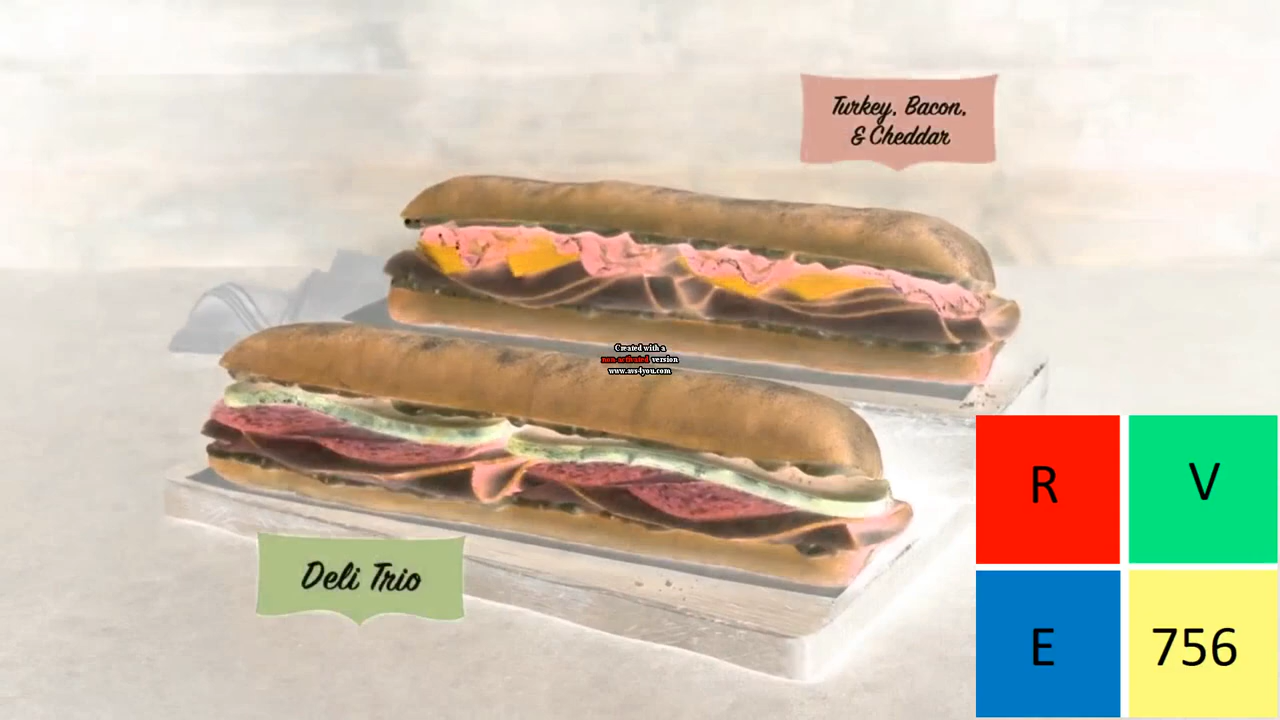 Turkey, Bacon,
& Cheddar
Created with a
non-activated version
www.avs4you.com
Deli Trio
R
V
E
756